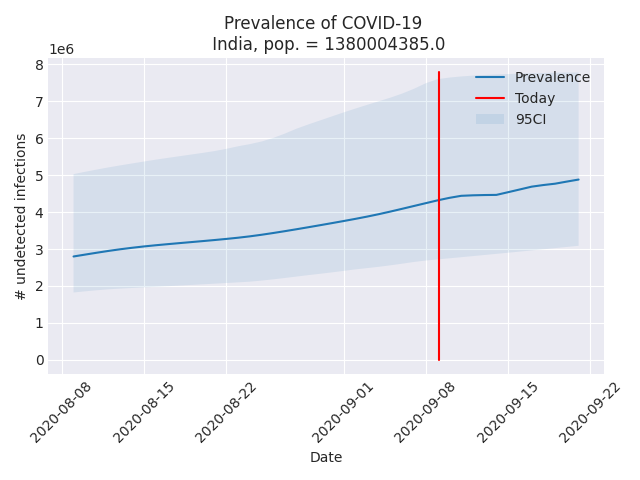 Prevalence of COVID-19
India, pop. = 1380004385.0
1e6
8
7
6
5
4
3
2
1
0
# undetected infections
Prevalence
Today
95CI
2020-08-08
2020-08-15
2020-08-22
2020-09-01
2020-09-08
2020-09-15
2020-09-22
Date